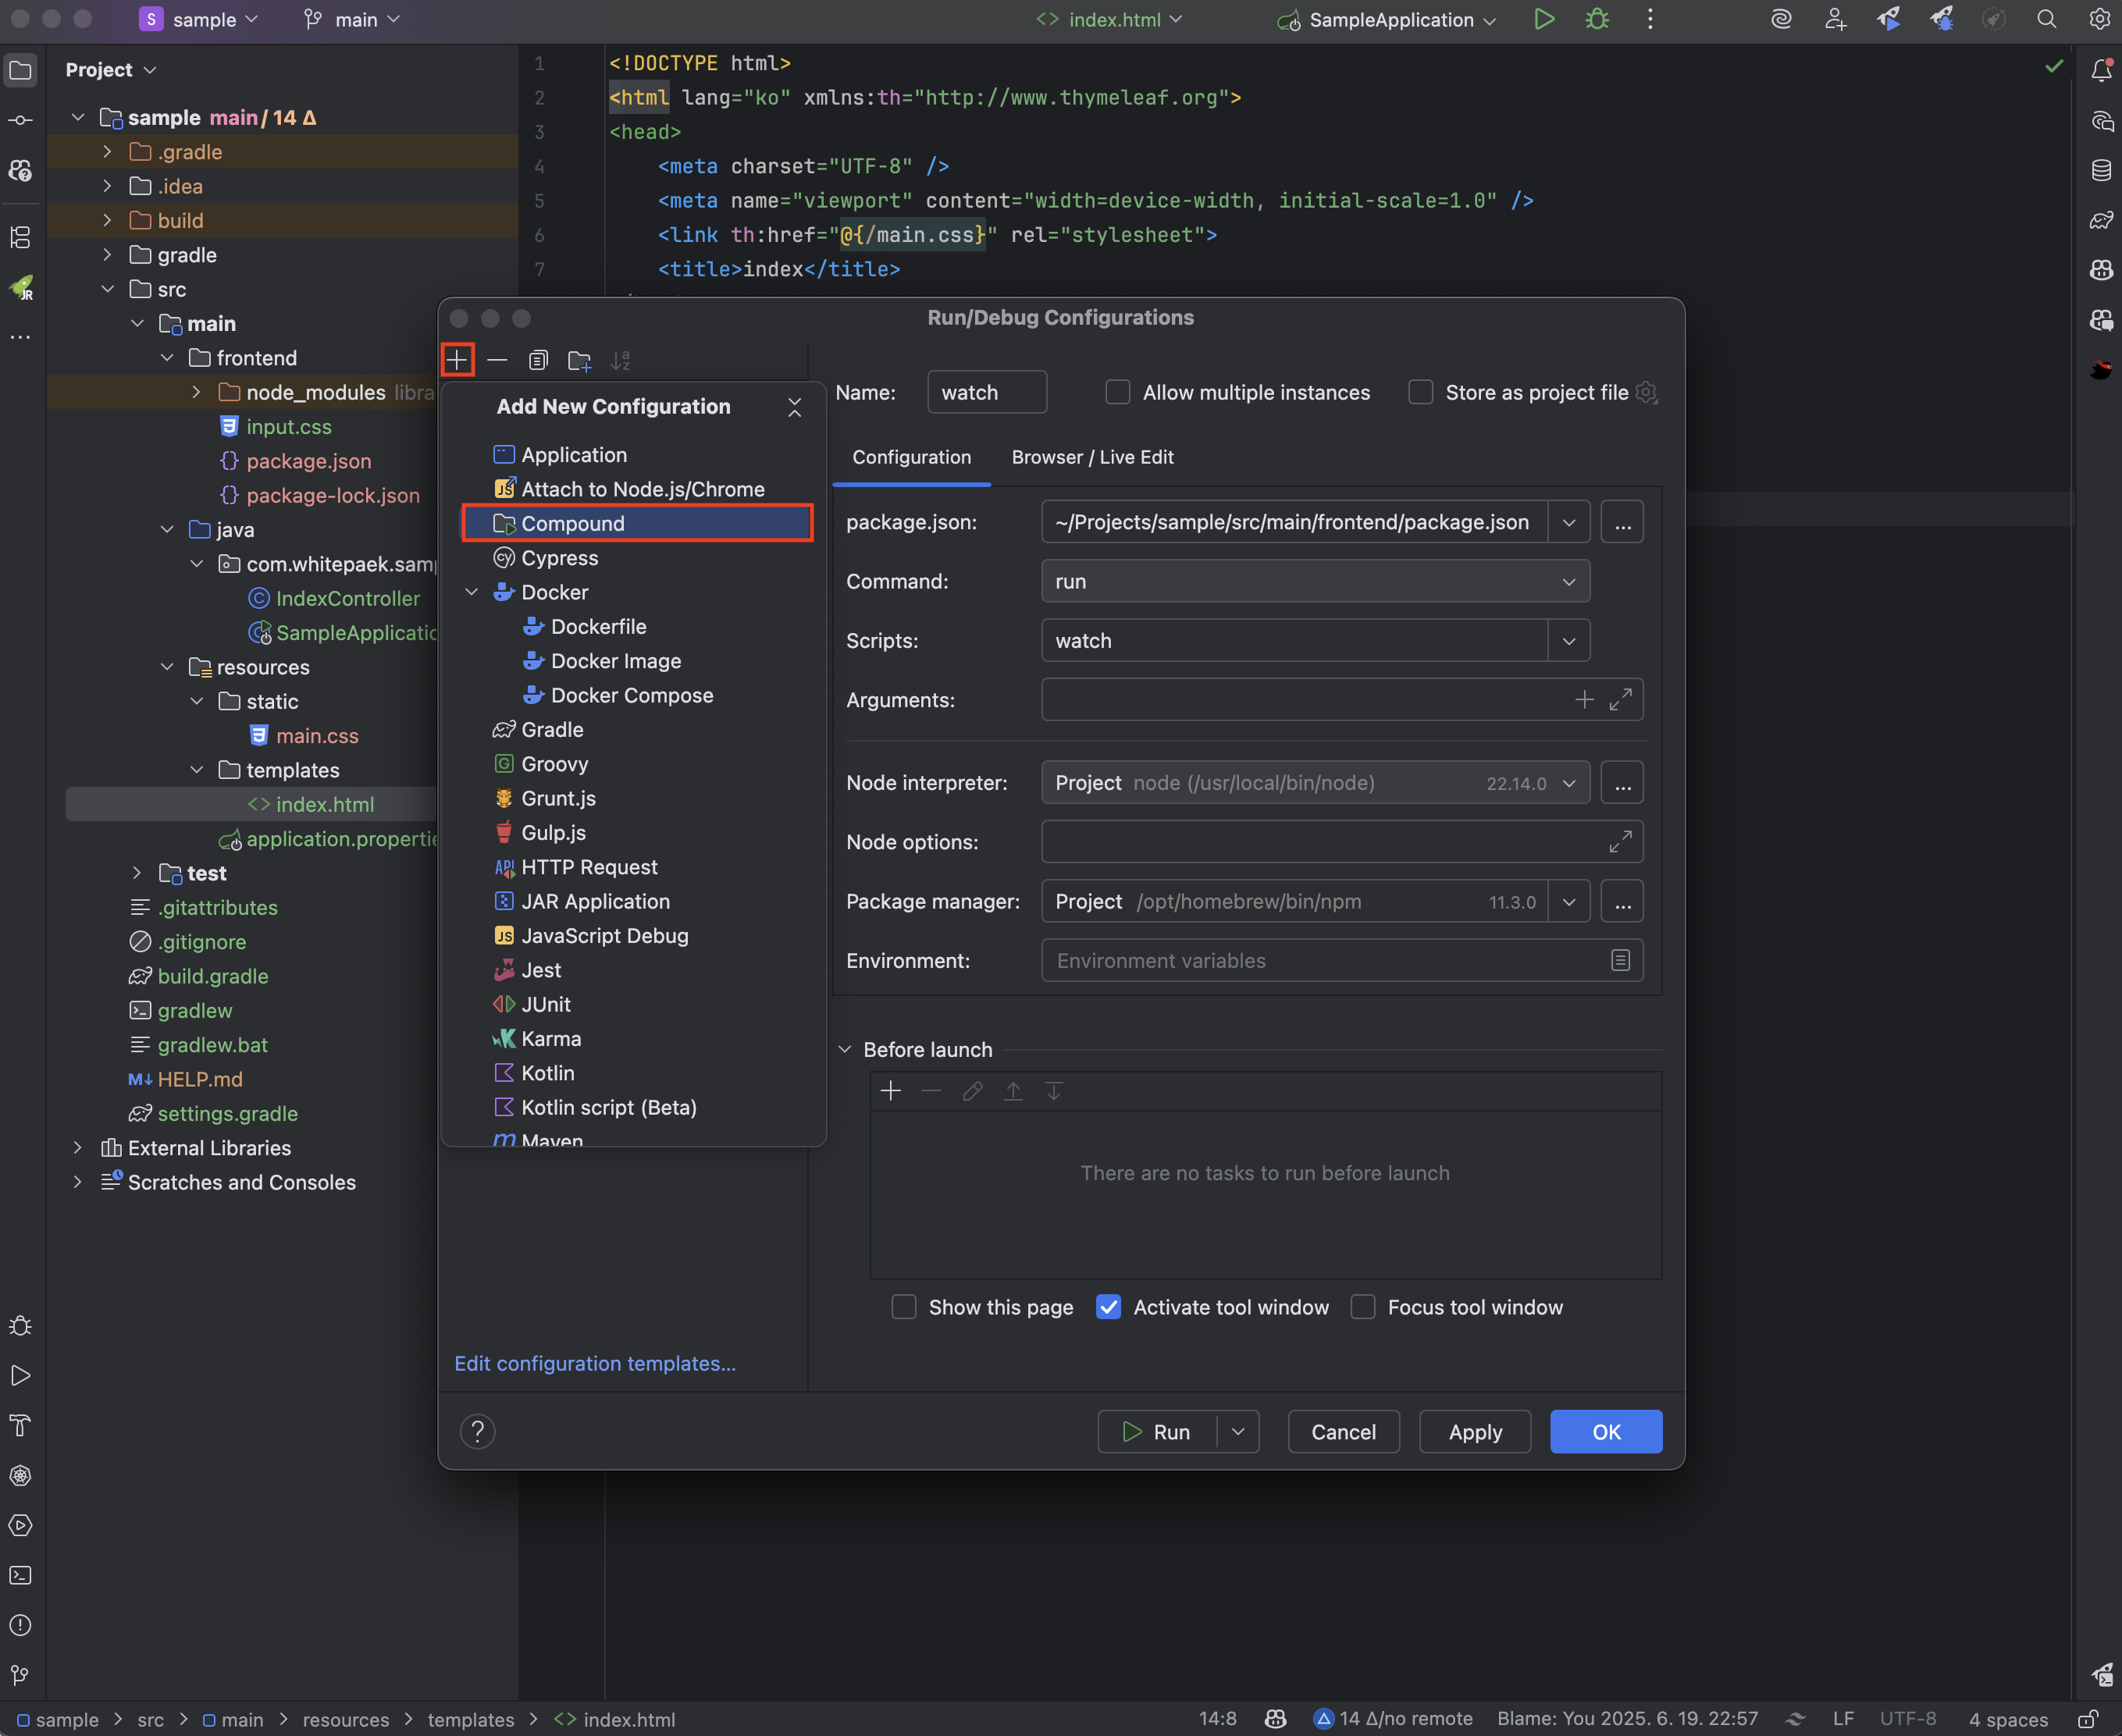 S sample main index.html SampleApplication
Project
sample main / 14 Δ
.gradle
.idea
build
gradle
src
main
frontend
node_modules libra
input.css
package.json
package-lock.json
java
com.whitepaek.sam
IndexController
SampleApplicatio
resources
static
main.css
templates
index.html
application.properti
test
.gitattributes
.gitignore
build.gradle
gradlew
gradlew.bat
HELP.md
settings.gradle
External Libraries
Scratches and Consoles
1 <!DOCTYPE html>
2 <html lang="ko" xmlns:th="http://www.thymeleaf.org">
3 <head>
4 <meta charset="UTF-8" />
5 <meta name="viewport" content="width=device-width, initial-scale=1.0" />
6 <link th:href="@{/main.css}" rel="stylesheet">
7 <title>index</title>
Run/Debug Configurations
Add New Configuration
Application
Attach to Node.js/Chrome
Compound
Cypress
Docker
Dockerfile
Docker Image
Docker Compose
Gradle
Groovy
Grunt.js
Gulp.js
HTTP Request
JAR Application
JavaScript Debug
Jest
JUnit
Karma
Kotlin
Kotlin script (Beta)
Maven
Edit configuration templates...
Name: watch Allow multiple instances Store as project file
Configuration Browser / Live Edit
package.json: ~/Projects/sample/src/main/frontend/package.json ...
Command: run
Scripts: watch
Arguments:
Node interpreter: Project node (/usr/local/bin/node) 22.14.0 ...
Node options:
Package manager: Project /opt/homebrew/bin/npm 11.3.0 ...
Environment: Environment variables
Before launch
There are no tasks to run before launch
Show this page Activate tool window Focus tool window
? Run Cancel Apply OK
sample > src > main > resources > templates > index.html 14:8 14 Δ/no remote Blame: You 2025. 6. 19. 22:57 LF UTF-8 4 spaces